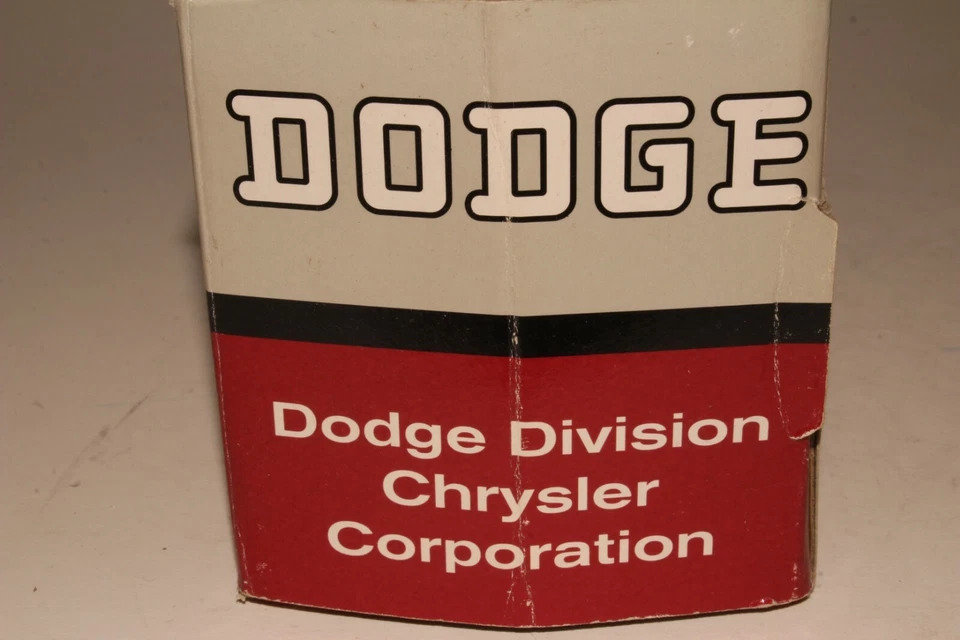 DODGE
Dodge Division
Chrysler
Corporation